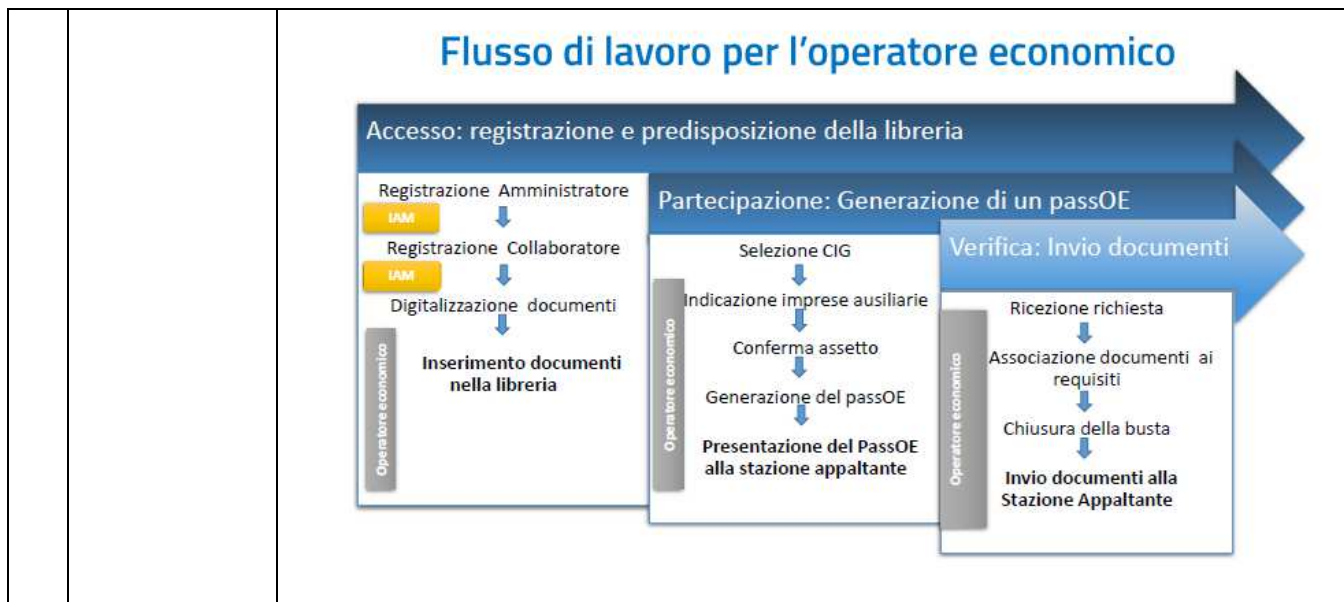 Flusso di lavoro per l'operatore economico
Accesso: registrazione e predisposizione della libreria
Registrazione Amministratore
IAM
Registrazione Collaboratore
IAM
Digitalizzazione documenti
Operatore economico
Inserimento documenti
nella libreria
Partecipazione: Generazione di un passOE
Selezione CIG
Operatore economico
Indicazione imprese ausiliarie
Conferma assetto
Generazione del passOE
Presentazione del PassOE
alla stazione appaltante
Verifica: Invio documenti
Ricezione richiesta
Operatore economico
Associazione documenti ai
requisiti
Chiusura della busta
Invio documenti alla
Stazione Appaltante